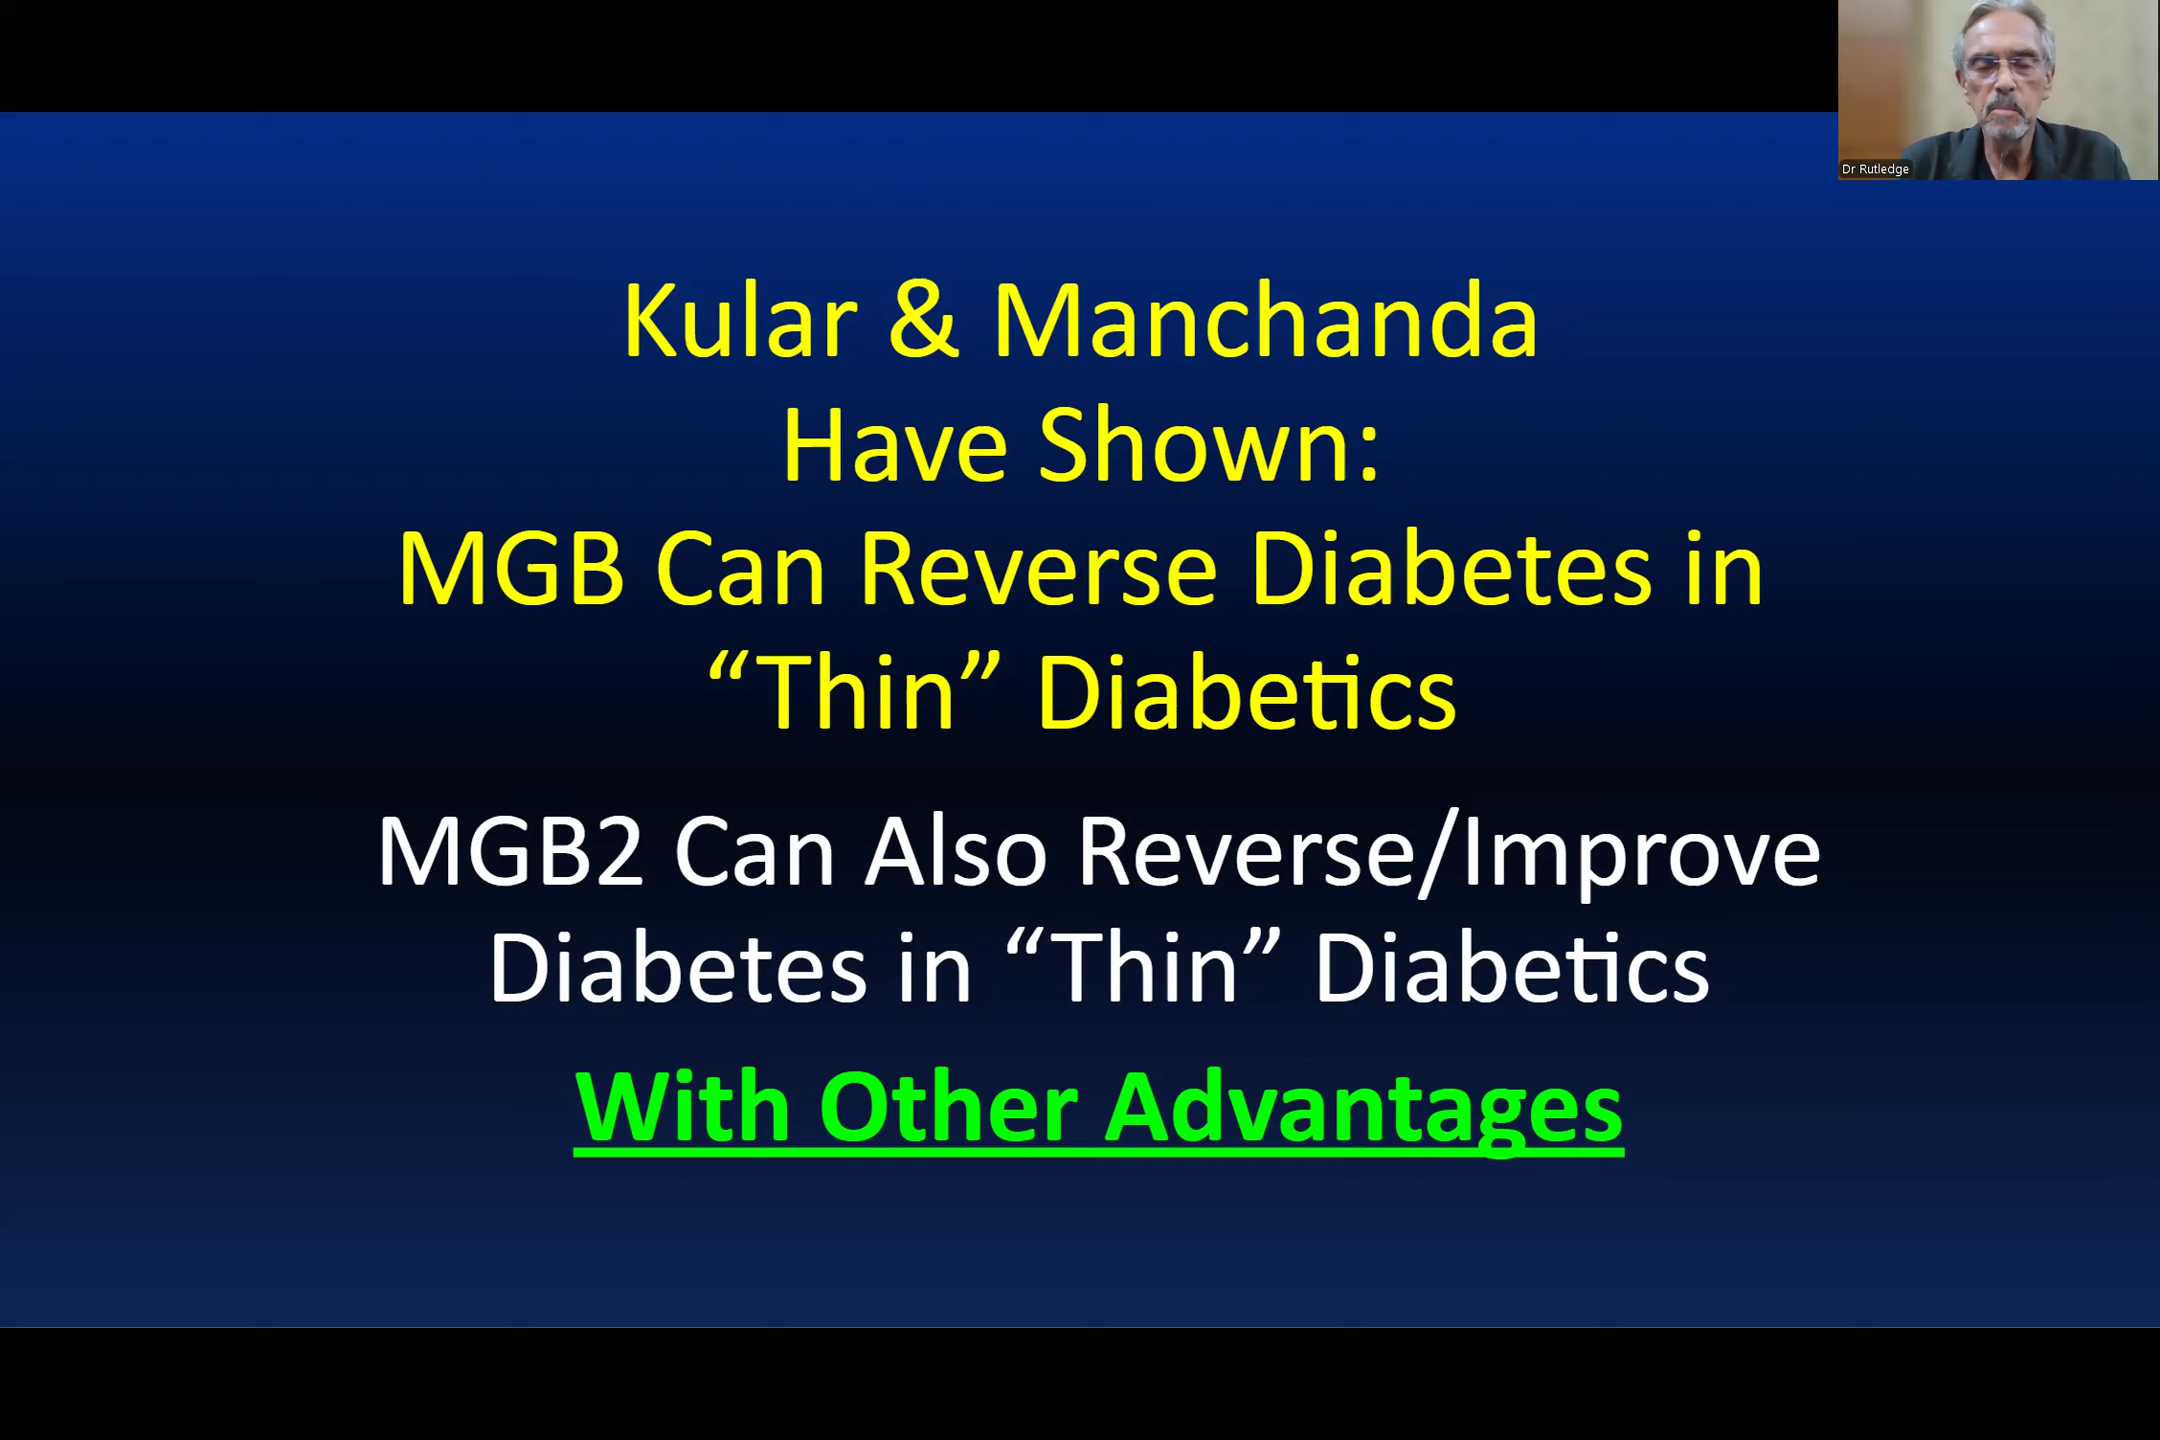 Dr Rutledge
Kular & Manchanda
Have Shown:
MGB Can Reverse Diabetes in
“Thin” Diabetics
MGB2 Can Also Reverse/Improve
Diabetes in “Thin” Diabetics
With Other Advantages